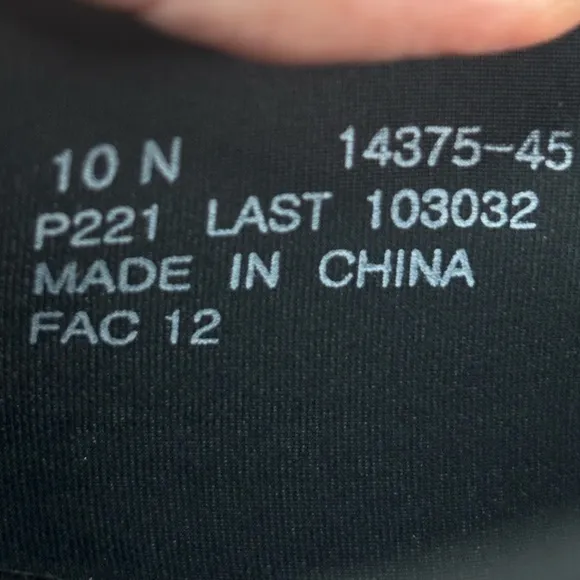 10 N 14375-45
P221 LAST 103032
MADE IN CHINA
FAC 12